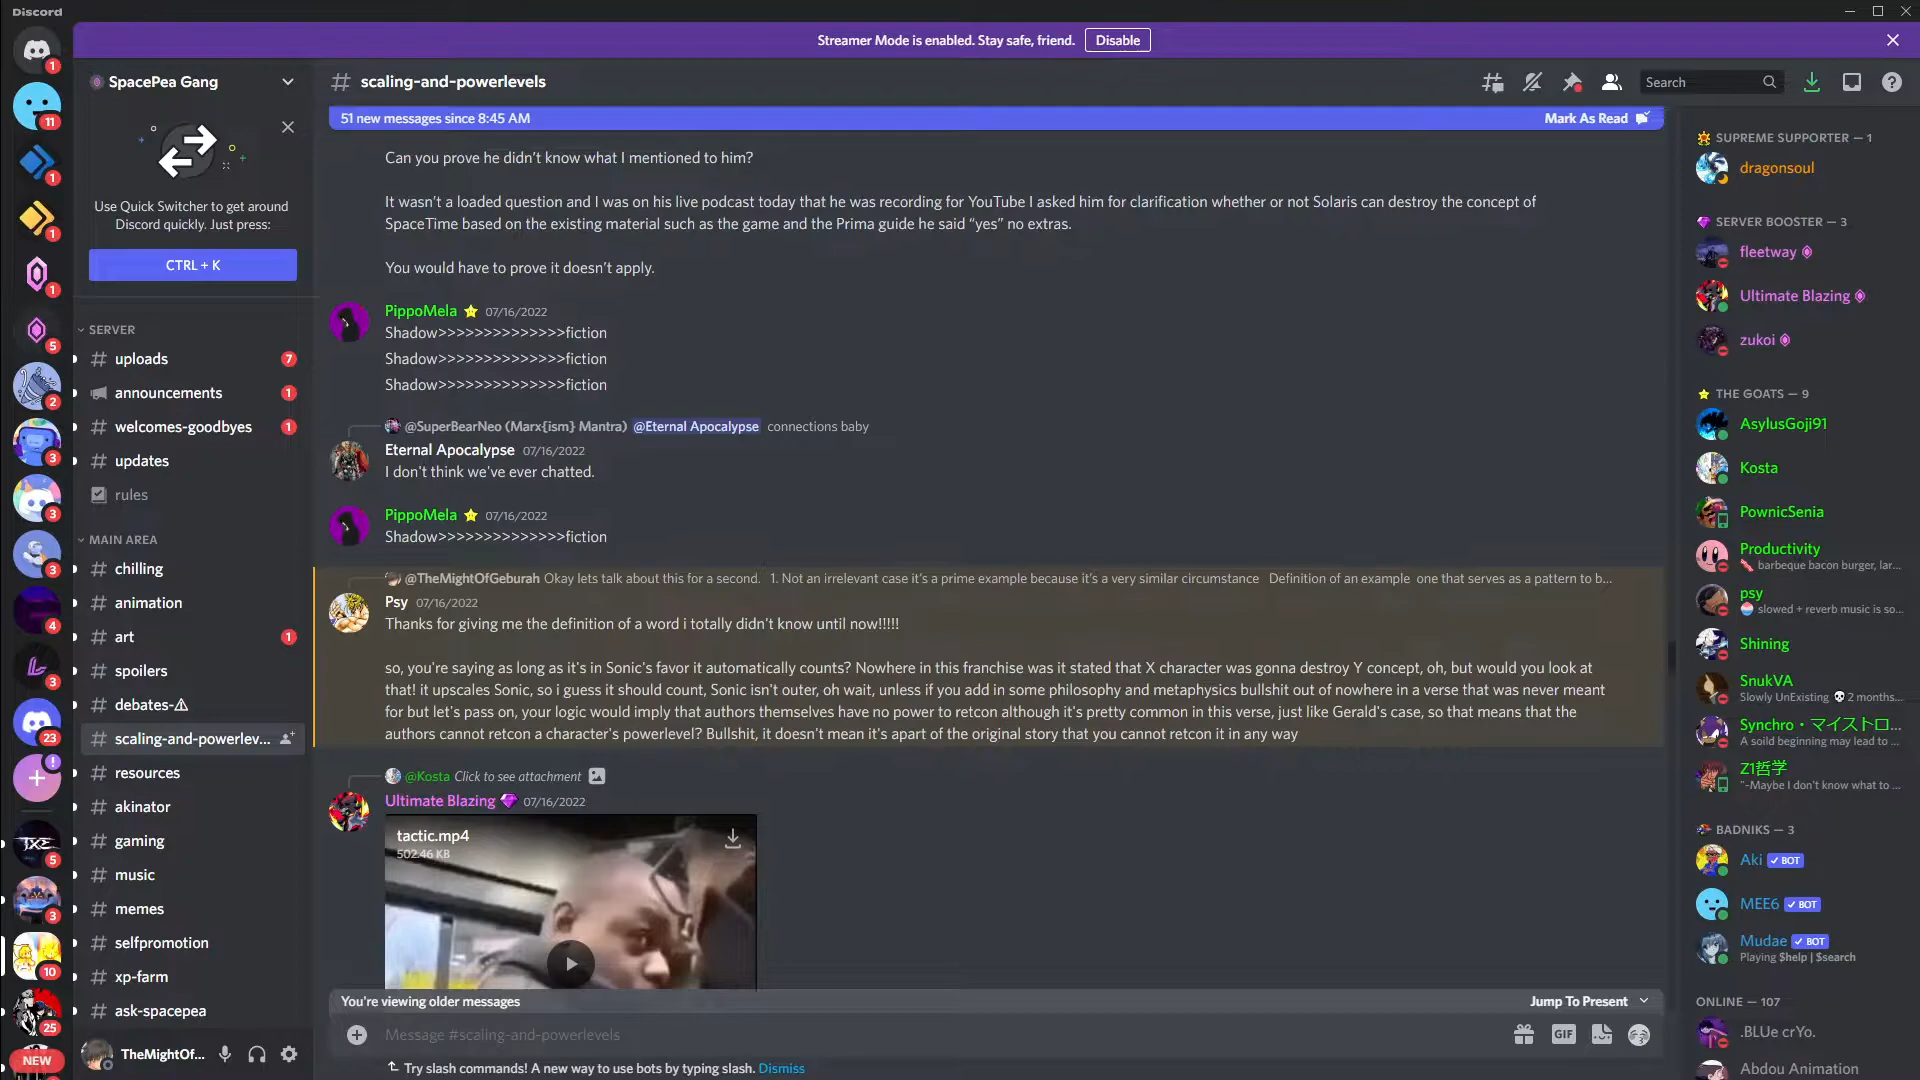 Discord
Streamer Mode is enabled. Stay safe, friend.
Disable
SpacePea Gang
Use Quick Switcher to get around
Discord quickly. Just press:
CTRL + K
SERVER
uploads
7
announcements
1
welcomes-goodbyes
1
updates
rules
MAIN AREA
chilling
animation
art
1
spoilers
debates-⚠
scaling-and-powerlev...
resources
akinator
gaming
music
memes
selfpromotion
xp-farm
ask-spacepea
TheMightOf...
1
11
1
1
1
5
2
3
3
3
4
3
23
!
TXE
5
3
10
25
NEW
scaling-and-powerlevels
Search
51 new messages since 8:45 AM
Mark As Read
Can you prove he didn't know what I mentioned to him?
It wasn't a loaded question and I was on his live podcast today that he was recording for YouTube I asked him for clarification whether or not Solaris can destroy the concept of
SpaceTime based on the existing material such as the game and the Prima guide he said “yes” no extras.
You would have to prove it doesn't apply.
PippoMela 07/16/2022
Shadow>>>>>>>>>>>>>>fiction
Shadow>>>>>>>>>>>>>>fiction
Shadow>>>>>>>>>>>>>>fiction
@SuperBearNeo (Marx{ism} Mantra) @Eternal Apocalypse connections baby
Eternal Apocalypse 07/16/2022
I don't think we've ever chatted.
PippoMela 07/16/2022
Shadow>>>>>>>>>>>>>>fiction
@TheMightOfGeburah Okay lets talk about this for a second. 1. Not an irrelevant case it's a prime example because it's a very similar circumstance Definition of an example one that serves as a pattern to b...
Psy 07/16/2022
Thanks for giving me the definition of a word i totally didn't know until now!!!!!
so, you're saying as long as it's in Sonic's favor it automatically counts? Nowhere in this franchise was it stated that X character was gonna destroy Y concept, oh, but would you look at
that! it upscales Sonic, so i guess it should count, Sonic isn't outer, oh wait, unless if you add in some philosophy and metaphysics bullshit out of nowhere in a verse that was never meant
for but let's pass on, your logic would imply that authors themselves have no power to retcon although it's pretty common in this verse, just like Gerald's case, so that means that the
authors cannot retcon a character's powerlevel? Bullshit, it doesn't mean it's apart of the original story that you cannot retcon it in any way
@Kosta Click to see attachment
Ultimate Blazing 07/16/2022
tactic.mp4
502.46 KB
You're viewing older messages
Jump To Present
Message #scaling-and-powerlevels
GIF
Try slash commands! A new way to use bots by typing slash. Dismiss
SUPREME SUPPORTER — 1
dragonsoul
SERVER BOOSTER — 3
fleetway
Ultimate Blazing
zukoi
THE GOATS — 9
AsylusGoji91
Kosta
PownicSenia
Productivity
barbeque bacon burger, lar...
psy
slowed + reverb music is so...
Shining
SnukVA
Slowly UnExisting 💀 2 months...
Synchro・マイストロ...
A soild beginning may lead to ...
Z1哲学
"-Maybe I don't know what to ...
BADNIKS — 3
Aki ✓ BOT
MEE6 ✓ BOT
Mudae ✓ BOT
Playing $help | $search
ONLINE — 107
.BLUe crYo.
Abdou Animation